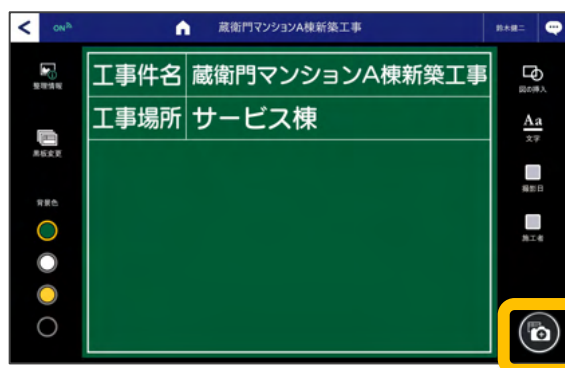 ON
蔵衛門マンションA棟新築工事
鈴木健二
整理情報
黒板変更
背景色
工事件名 蔵衛門マンションA棟新築工事
工事場所 サービス棟
図の挿入
Aa
文字
撮影日
施工者